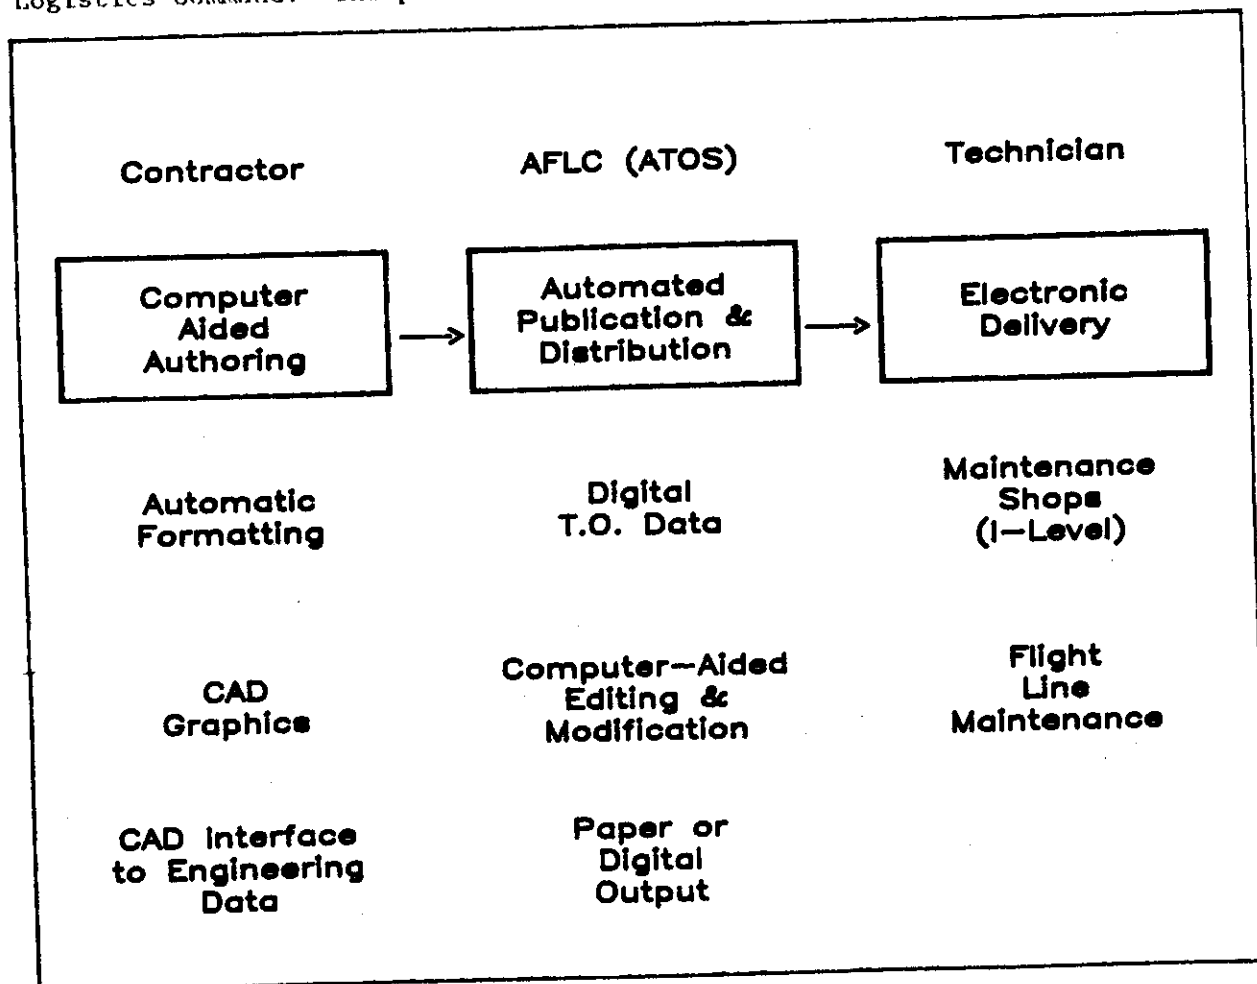 Contractor
AFLC (ATOS)
Technician
Computer
Aided
Authoring
Automated
Publication &
Distribution
Electronic
Delivery
Automatic
Formatting
Digital
T.O. Data
Maintenance
Shops
(I-Level)
CAD
Graphics
Computer-Aided
Editing &
Modification
Flight
Line
Maintenance
CAD Interface
to Engineering
Data
Paper or
Digital
Output